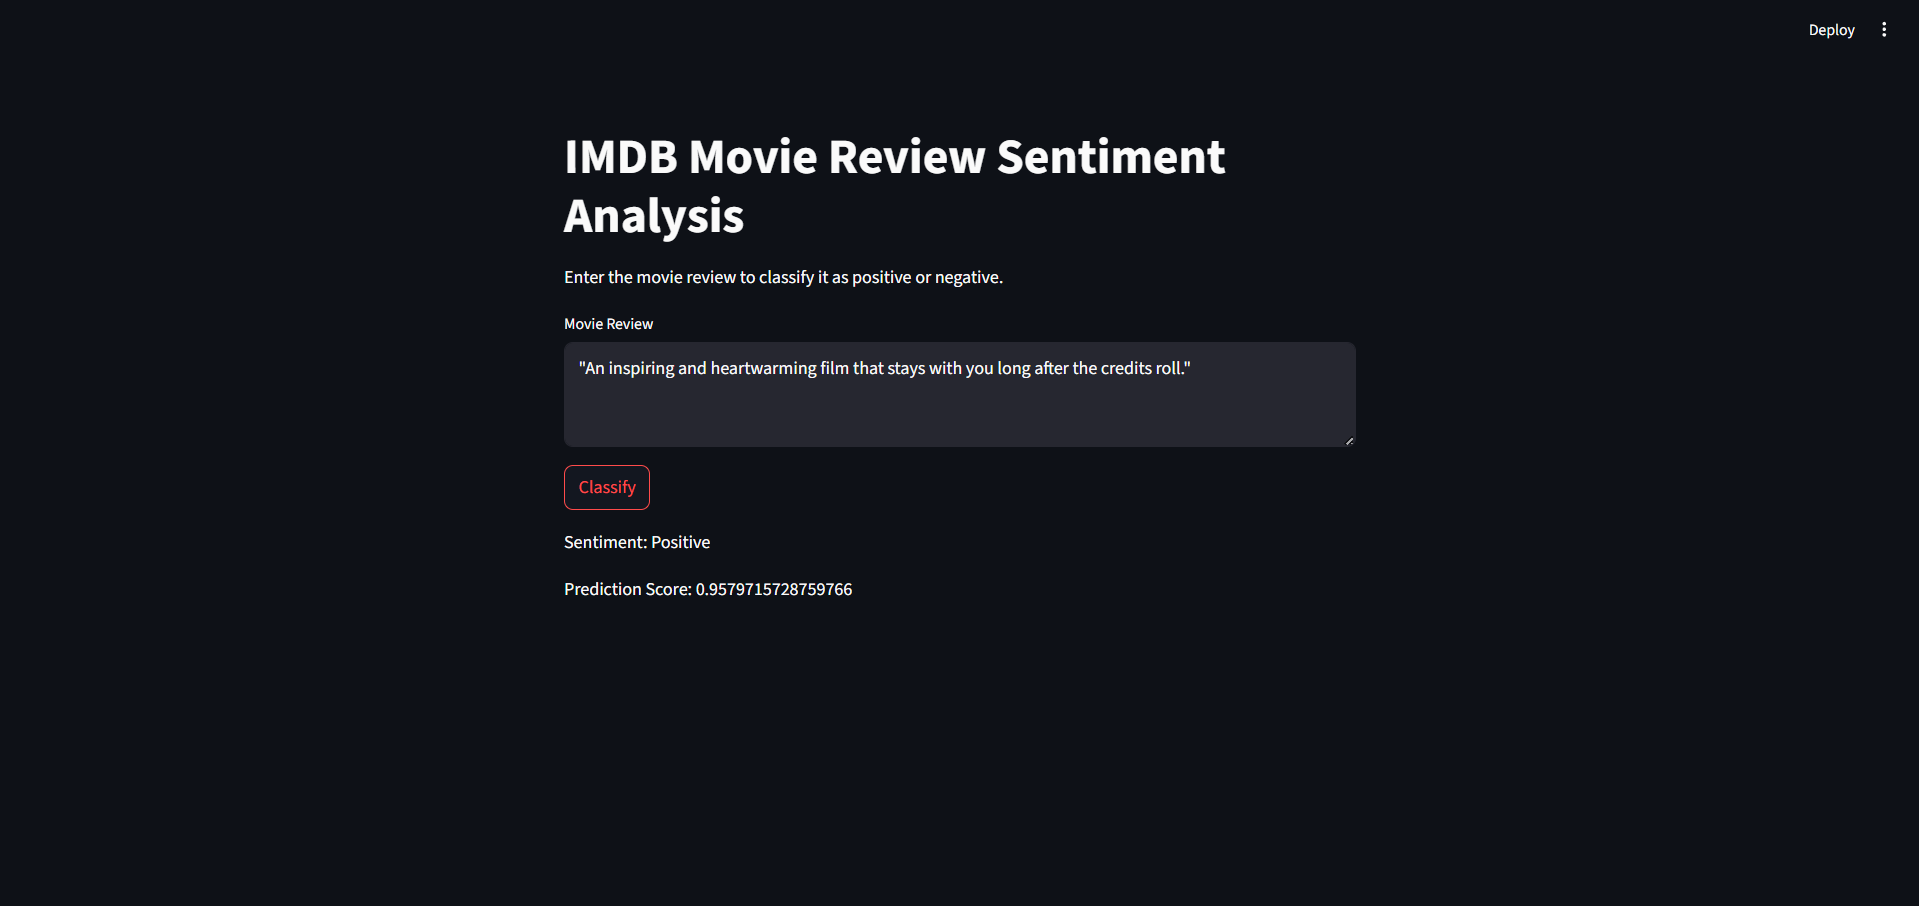 Deploy
IMDB Movie Review Sentiment
Analysis
Enter the movie review to classify it as positive or negative.
Movie Review
"An inspiring and heartwarming film that stays with you long after the credits roll."
Classify
Sentiment: Positive
Prediction Score: 0.9579715728759766